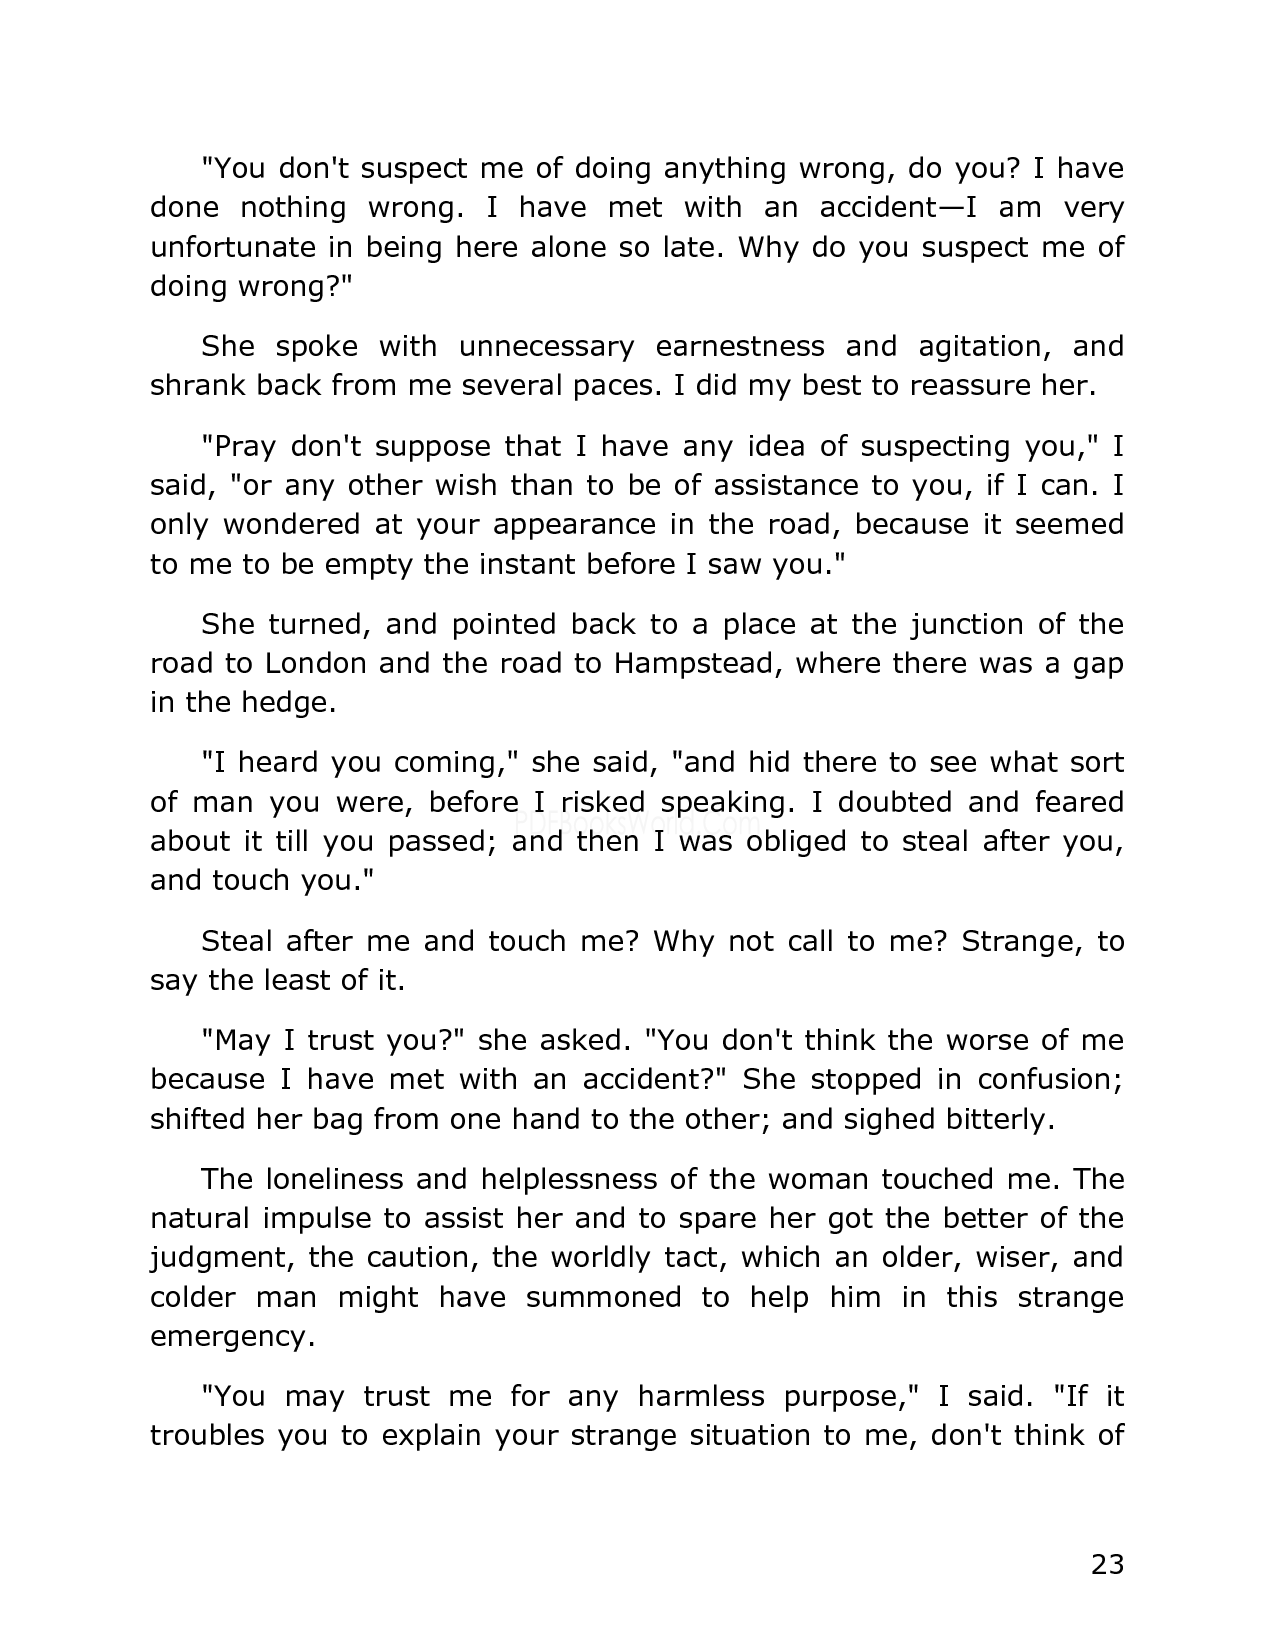 "You don't suspect me of doing anything wrong, do you? I have
done nothing wrong. I have met with an accident—I am very
unfortunate in being here alone so late. Why do you suspect me of
doing wrong?"
She spoke with unnecessary earnestness and agitation, and
shrank back from me several paces. I did my best to reassure her.
"Pray don't suppose that I have any idea of suspecting you," I
said, "or any other wish than to be of assistance to you, if I can. I
only wondered at your appearance in the road, because it seemed
to me to be empty the instant before I saw you."
She turned, and pointed back to a place at the junction of the
road to London and the road to Hampstead, where there was a gap
in the hedge.
"I heard you coming," she said, "and hid there to see what sort
of man you were, before I risked speaking. I doubted and feared
PDFBooksWorld.Com
about it till you passed; and then I was obliged to steal after you,
and touch you."
Steal after me and touch me? Why not call to me? Strange, to
say the least of it.
"May I trust you?" she asked. "You don't think the worse of me
because I have met with an accident?" She stopped in confusion;
shifted her bag from one hand to the other; and sighed bitterly.
The loneliness and helplessness of the woman touched me. The
natural impulse to assist her and to spare her got the better of the
judgment, the caution, the worldly tact, which an older, wiser, and
colder man might have summoned to help him in this strange
emergency.
"You may trust me for any harmless purpose," I said. "If it
troubles you to explain your strange situation to me, don't think of
23